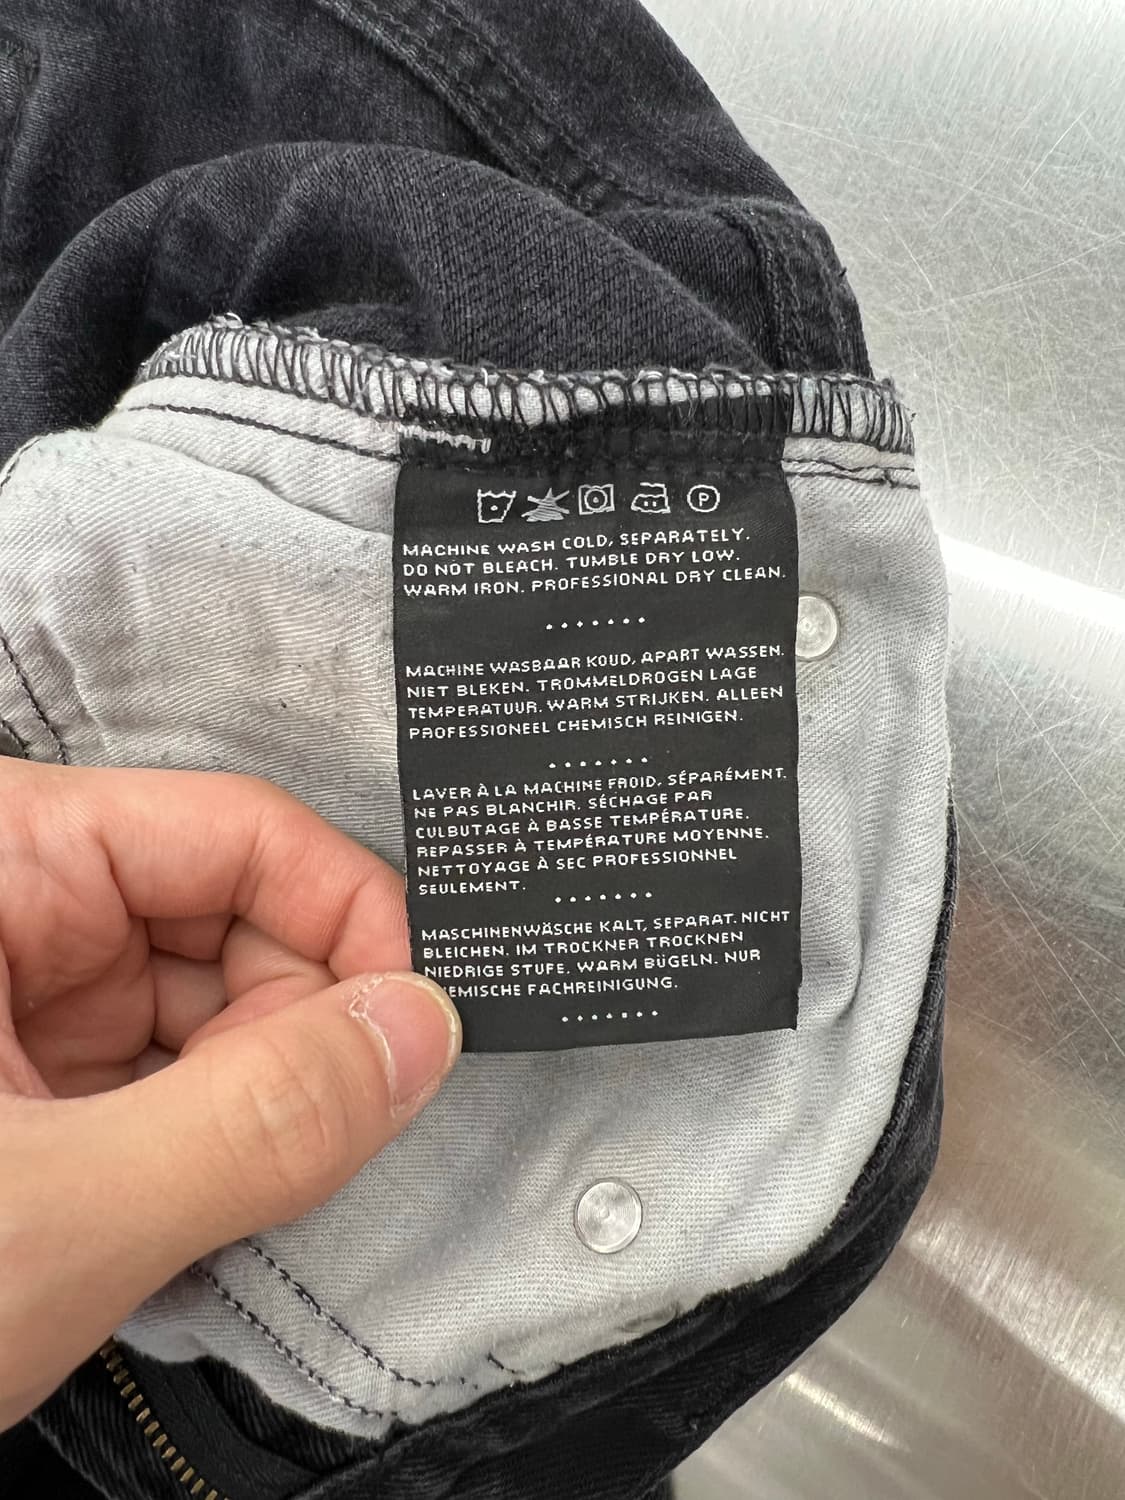 P
MACHINE WASH COLD, SEPARATELY.
DO NOT BLEACH. TUMBLE DRY LOW.
WARM IRON. PROFESSIONAL DRY CLEAN.
MACHINE WASBAAR KOUD, APART WASSEN.
NIET BLEKEN. TROMMELDROGEN LAGE
TEMPERATUUR. WARM STRIJKEN. ALLEEN
PROFESSIONEEL CHEMISCH REINIGEN.
LAVER À LA MACHINE FROID, SÉPARÉMENT.
NE PAS BLANCHIR. SÉCHAGE PAR
CULBUTAGE À BASSE TEMPÉRATURE.
REPASSER À TEMPÉRATURE MOYENNE.
NETTOYAGE À SEC PROFESSIONNEL
SEULEMENT.
MASCHINENWÄSCHE KALT, SEPARAT. NICHT
BLEICHEN. IM TROCKNER TROCKNEN
NIEDRIGE STUFE. WARM BÜGELN. NUR
EMISCHE FACHREINIGUNG.